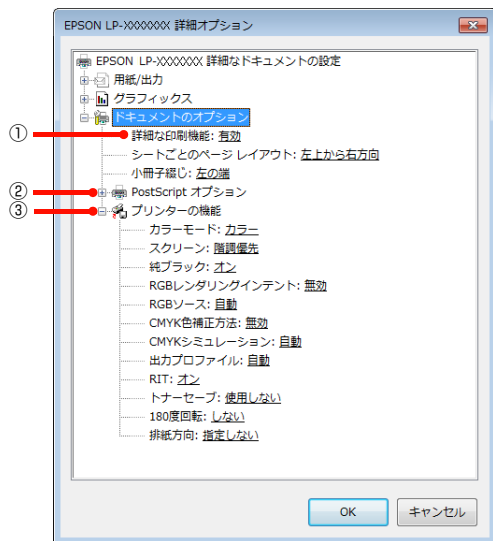 EPSON LP-XXXXXXX 詳細オプション
EPSON LP-XXXXXXX 詳細なドキュメントの設定
用紙/出力
グラフィックス
ドキュメントのオプション
① 詳細な印刷機能: 有効
シートごとのページ レイアウト: 左上から右方向
小冊子綴じ: 左の端
② PostScript オプション
③ プリンターの機能
カラーモード: カラー
スクリーン: 階調優先
純ブラック: オン
RGBレンダリングインテント: 無効
RGBソース: 自動
CMYK色補正方法: 無効
CMYKシミュレーション: 自動
出力プロファイル: 自動
RIT: オン
トナーセーブ: 使用しない
180度回転: しない
排紙方向: 指定しない
OK キャンセル